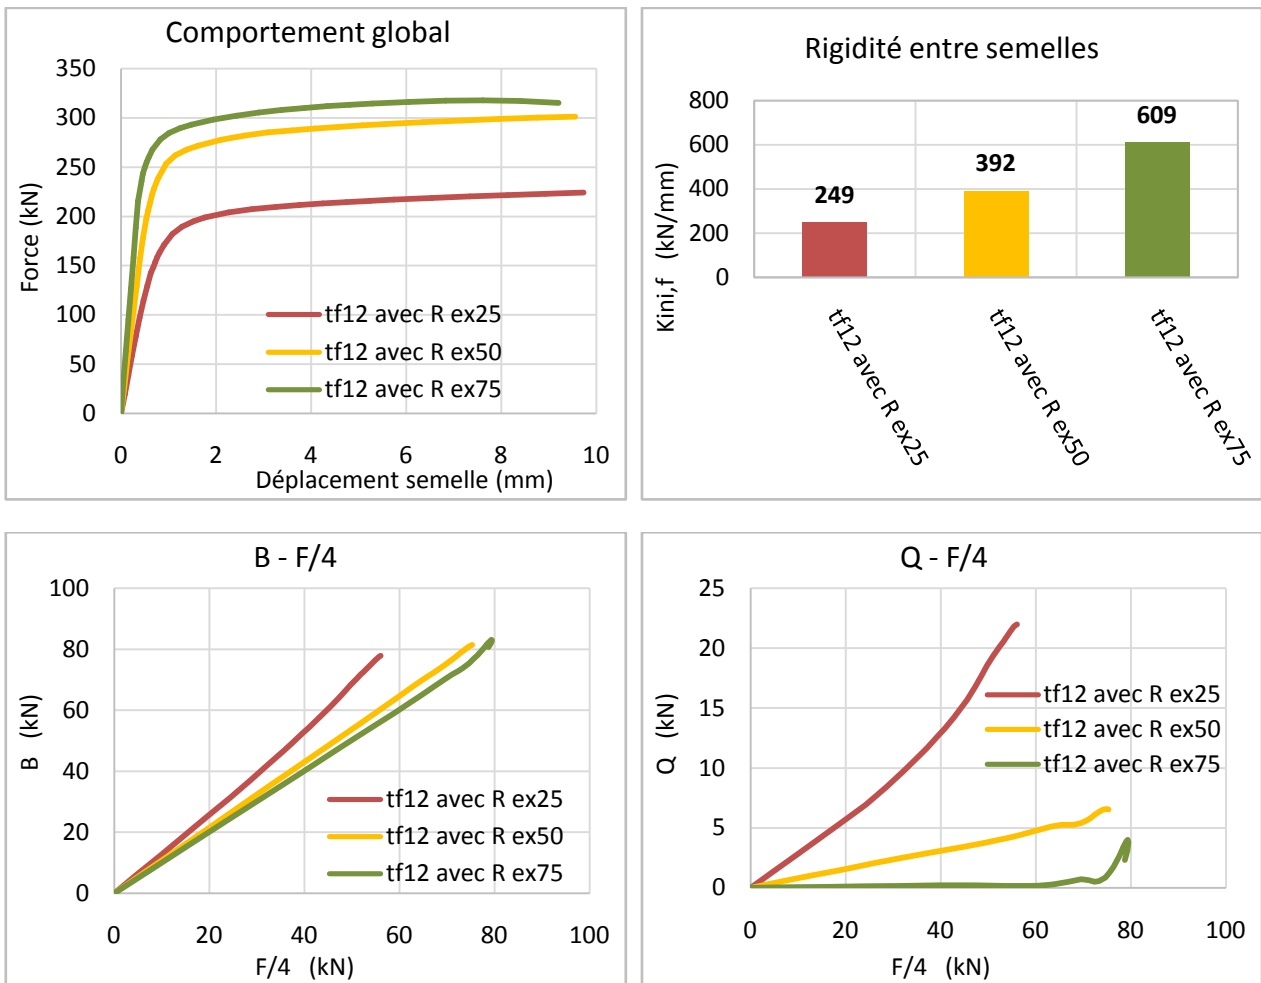 Comportement global
350
300
250
200
150
100
50
0
Force (kN)
tf12 avec R ex25
tf12 avec R ex50
tf12 avec R ex75
0 2 4 6 8 10
Déplacement semelle (mm)
Rigidité entre semelles
800
600
400
200
0
Kini,f (kN/mm)
249
392
609
tf12 avec R ex25
tf12 avec R ex50
tf12 avec R ex75
B - F/4
100
80
60
40
20
0
B (kN)
tf12 avec R ex25
tf12 avec R ex50
tf12 avec R ex75
0 20 40 60 80 100
F/4 (kN)
Q - F/4
25
20
15
10
5
0
Q (kN)
tf12 avec R ex25
tf12 avec R ex50
tf12 avec R ex75
0 20 40 60 80 100
F/4 (kN)